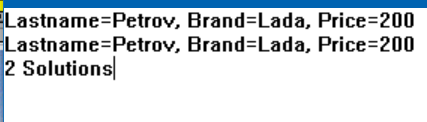 Lastname=Petrov, Brand=Lada, Price=200
Lastname=Petrov, Brand=Lada, Price=200
2 Solutions